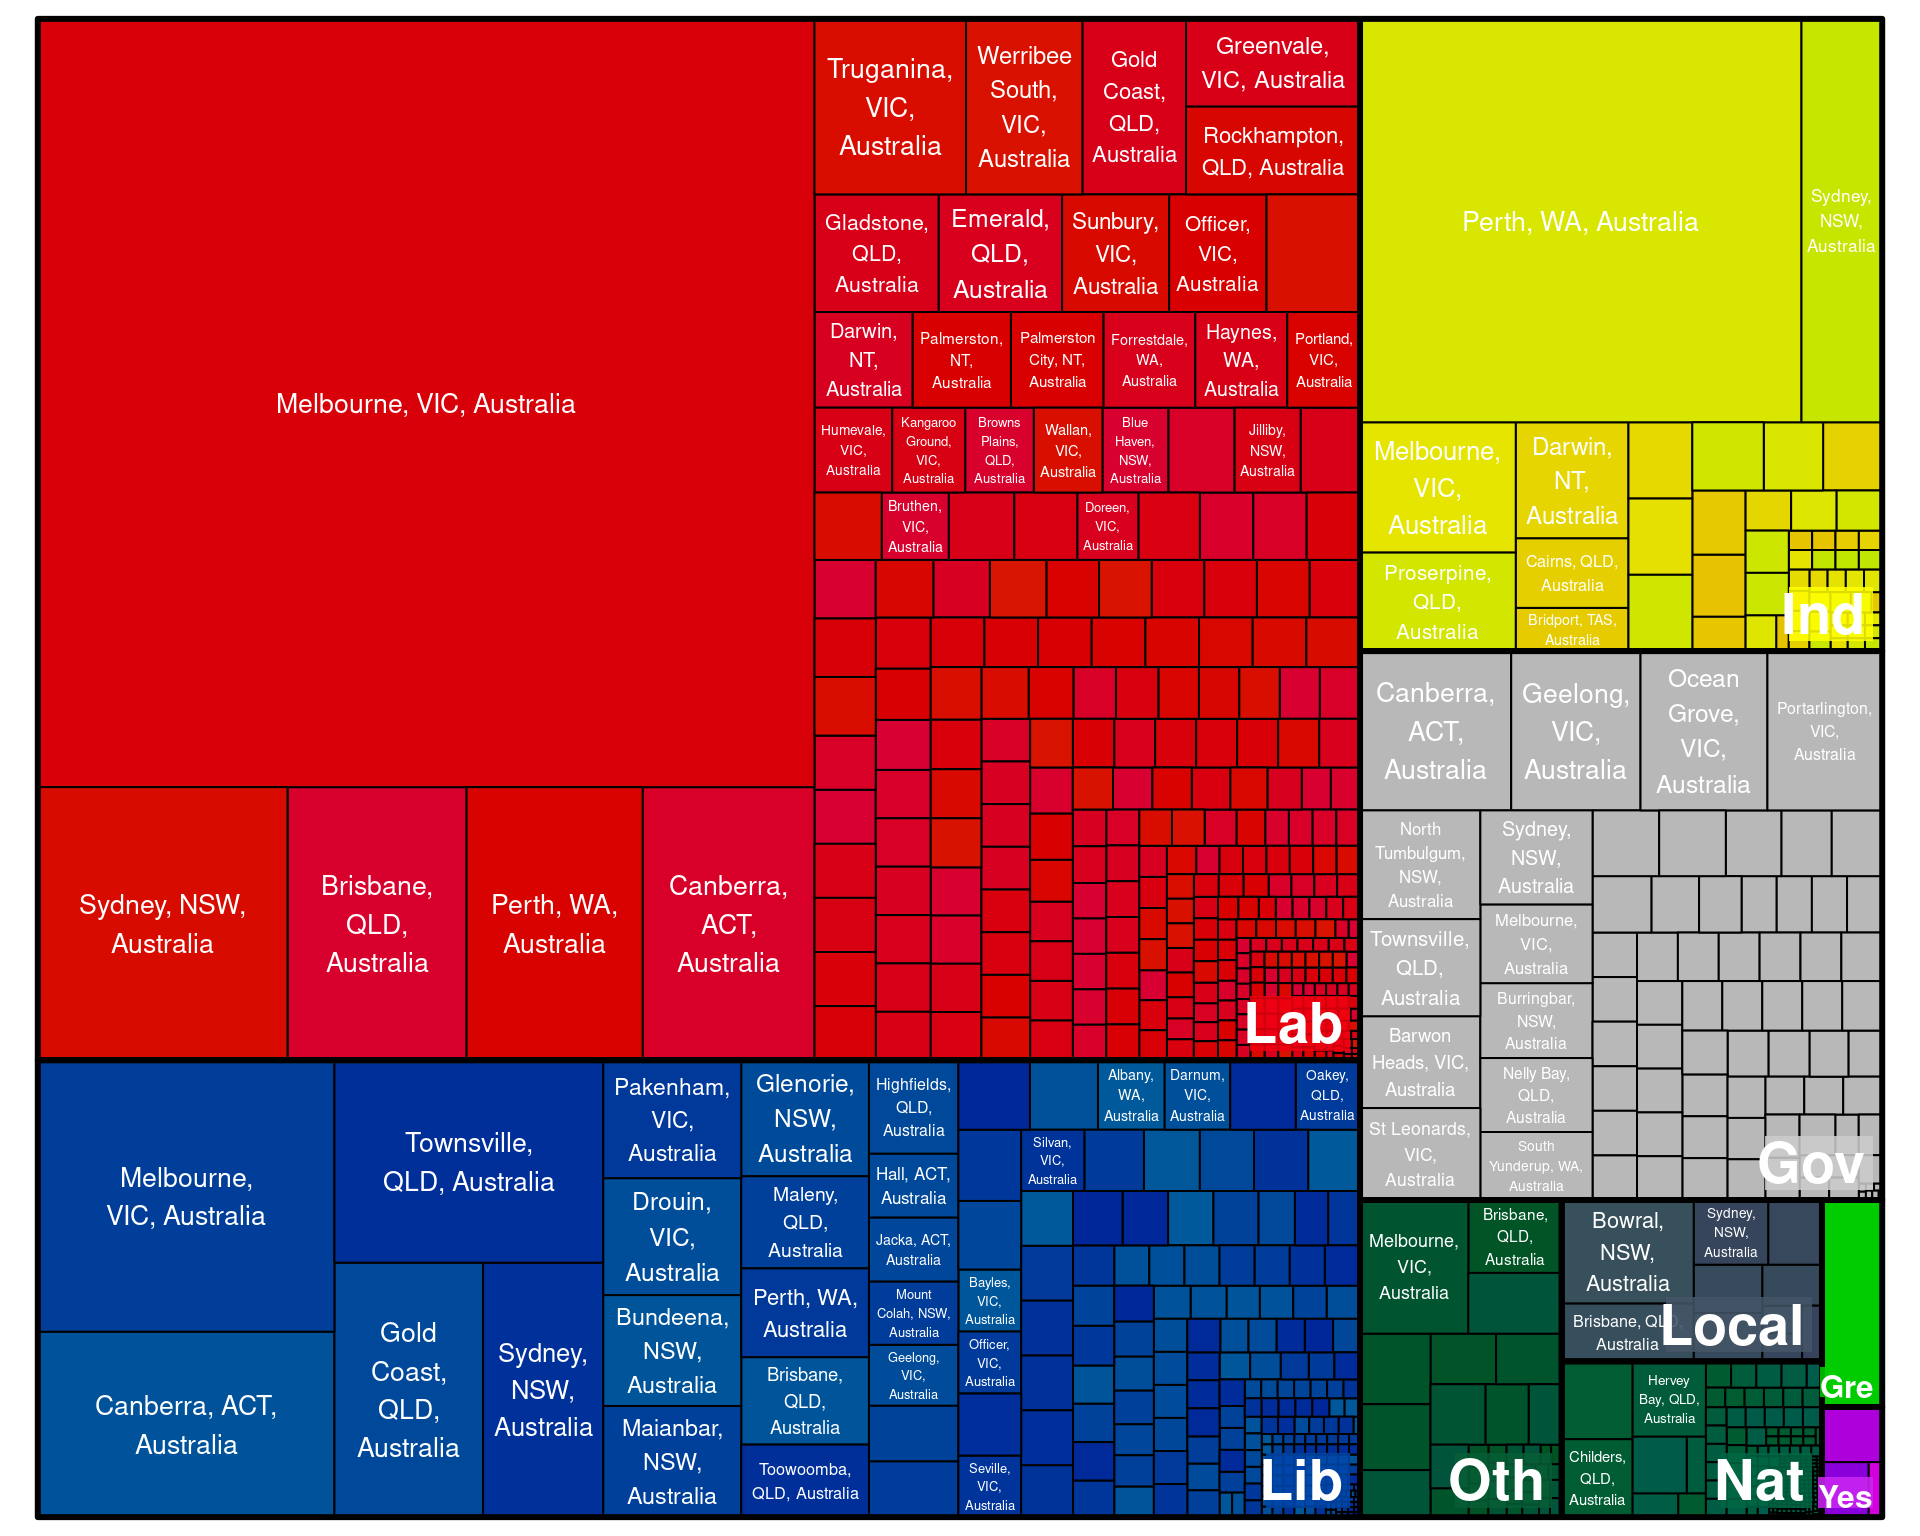 Melbourne, VIC, Australia
Sydney, NSW,
Australia
Brisbane,
QLD,
Australia
Perth, WA,
Australia
Canberra,
ACT,
Australia
Truganina,
VIC,
Australia
Werribee
South,
VIC,
Australia
Gold
Coast,
QLD,
Australia
Greenvale,
VIC, Australia
Rockhampton,
QLD, Australia
Gladstone,
QLD,
Australia
Emerald,
QLD,
Australia
Sunbury,
VIC,
Australia
Officer,
VIC,
Australia
Darwin,
NT,
Australia
Palmerston,
NT,
Australia
Palmerston
City, NT,
Australia
Forrestdale,
WA,
Australia
Haynes,
WA,
Australia
Portland,
VIC,
Australia
Humevale,
VIC,
Australia
Kangaroo
Ground,
VIC,
Australia
Browns
Plains,
QLD,
Australia
Wallan,
VIC,
Australia
Blue
Haven,
NSW,
Australia
Jilliby,
NSW,
Australia
Bruthen,
VIC,
Australia
Doreen,
VIC,
Australia
Lab
Melbourne,
VIC, Australia
Canberra, ACT,
Australia
Townsville,
QLD, Australia
Gold
Coast,
QLD,
Australia
Sydney,
NSW,
Australia
Pakenham,
VIC,
Australia
Drouin,
VIC,
Australia
Bundeena,
NSW,
Australia
Maianbar,
NSW,
Australia
Glenorie,
NSW,
Australia
Maleny,
QLD,
Australia
Perth, WA,
Australia
Brisbane,
QLD,
Australia
Toowoomba,
QLD, Australia
Highfields,
QLD,
Australia
Hall, ACT,
Australia
Jacka, ACT,
Australia
Mount
Colah, NSW,
Australia
Geelong,
VIC,
Australia
Albany,
WA,
Australia
Darnum,
VIC,
Australia
Oakey,
QLD,
Australia
Silvan,
VIC,
Australia
Bayles,
VIC,
Australia
Officer,
VIC,
Australia
Seville,
VIC,
Australia
Lib
Perth, WA, Australia
Sydney,
NSW,
Australia
Melbourne,
VIC,
Australia
Proserpine,
QLD,
Australia
Darwin,
NT,
Australia
Cairns, QLD,
Australia
Bridport, TAS,
Australia
Ind
Canberra,
ACT,
Australia
Geelong,
VIC,
Australia
Ocean
Grove,
VIC,
Australia
Portarlington,
VIC,
Australia
North
Tumbulgum,
NSW,
Australia
Townsville,
QLD,
Australia
Barwon
Heads, VIC,
Australia
St Leonards,
VIC,
Australia
Sydney,
NSW,
Australia
Melbourne,
VIC,
Australia
Burringbar,
NSW,
Australia
Nelly Bay,
QLD,
Australia
South
Yunderup, WA,
Australia
Gov
Melbourne,
VIC,
Australia
Brisbane,
QLD,
Australia
Oth
Bowral,
NSW,
Australia
Sydney,
NSW,
Australia
Brisbane, QLD,
Australia
Local
Hervey
Bay, QLD,
Australia
Childers,
QLD,
Australia
Nat
Gre
Yes